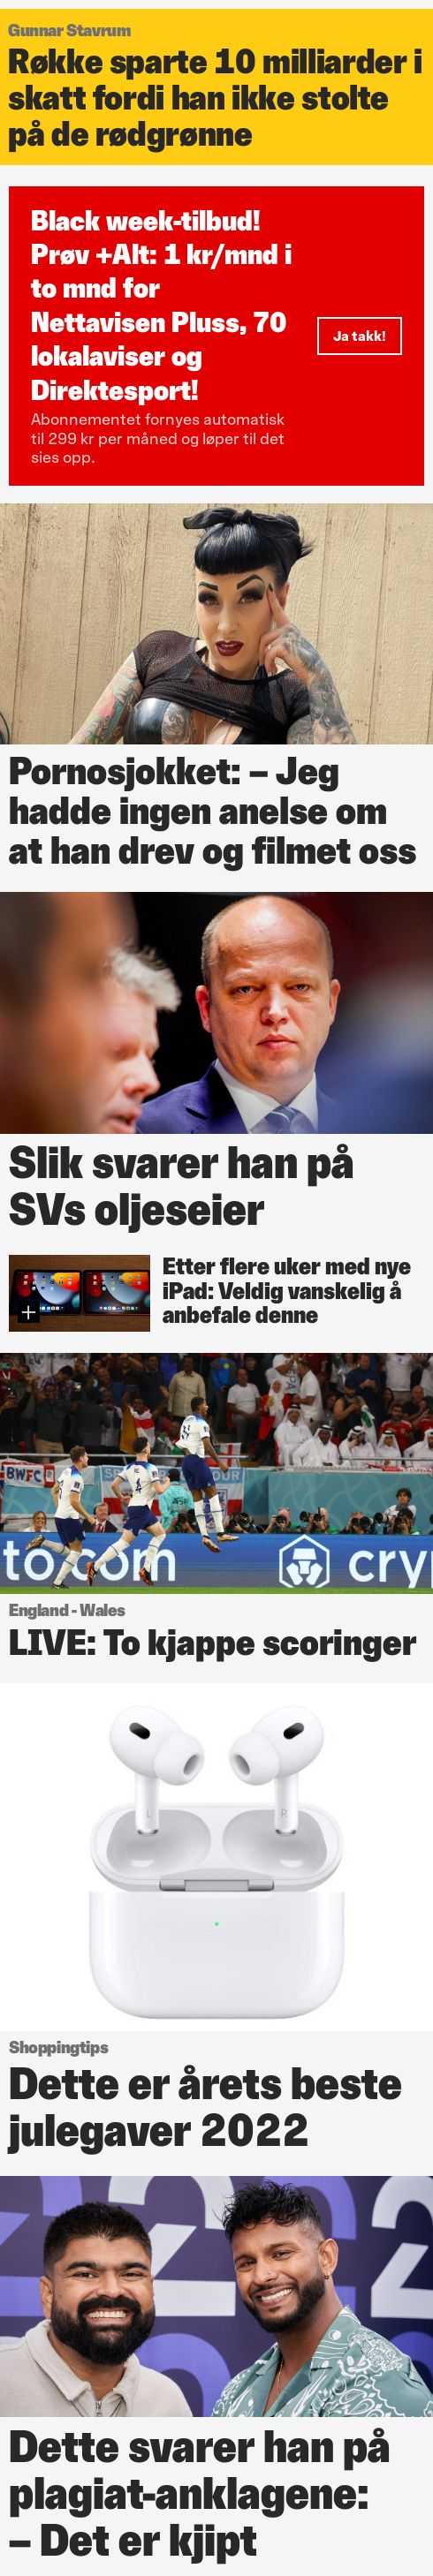 Gunnar Stavrum
Røkke sparte 10 milliarder i
skatt fordi han ikke stolte
på de rødgrønne
Black week-tilbud!
Prøv +Alt: 1 kr/mnd i
to mnd for
Nettavisen Pluss, 70
lokalaviser og
Direktesport!
Ja takk!
Abonnementet fornyes automatisk
til 299 kr per måned og løper til det
sies opp.
Pornosjokket: – Jeg
hadde ingen anelse om
at han drev og filmet oss
Slik svarer han på
SVs oljeseier
Etter flere uker med nye
iPad: Veldig vanskelig å
anbefale denne
BWFC
to.com
cry
England - Wales
LIVE: To kjappe scoringer
L
R
Shoppingtips
Dette er årets beste
julegaver 2022
Dette svarer han på
plagiat-anklagene:
– Det er kjipt